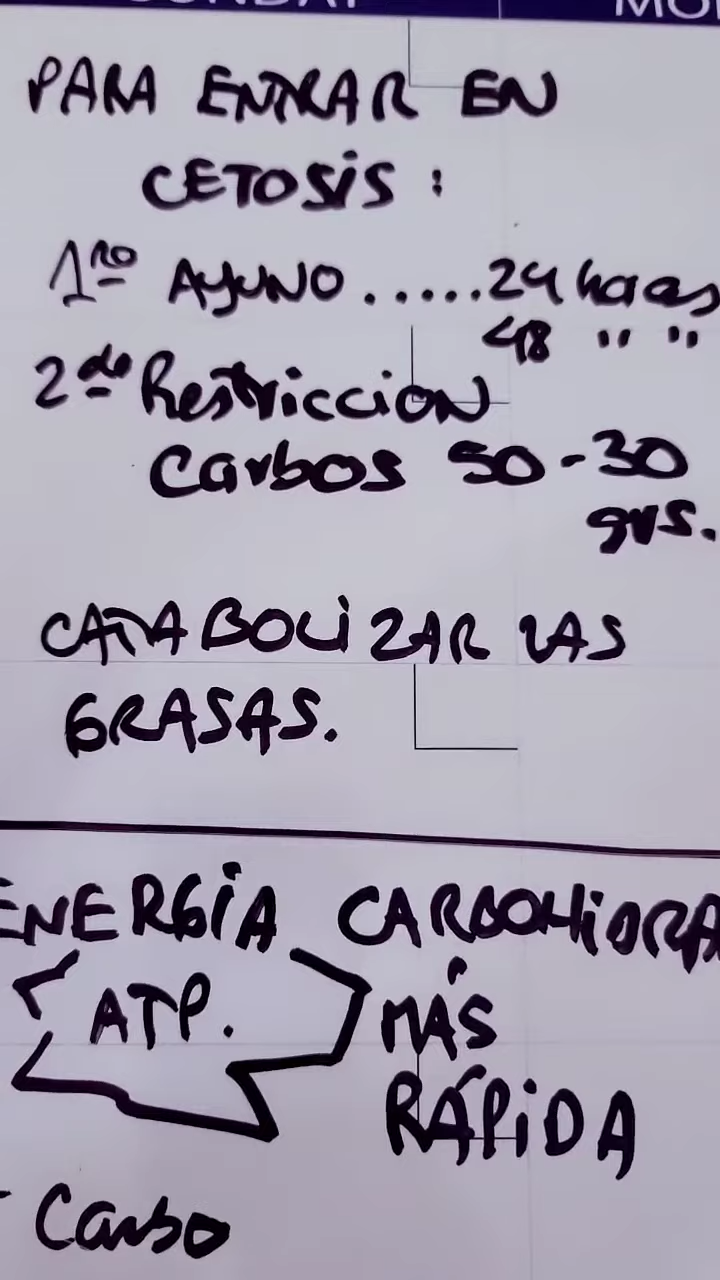 PARA ENTRAR EN
CETOSIS :
1ro AYUNO ..... 24 horas
48 " "
2do Restriccion
Carbos 50-30
grs.
CATABOLIZAR LAS
GRASAS.
ENERGÍA CARBOHIDRA
ATP. MÁS
RÁPIDA
- Carbo